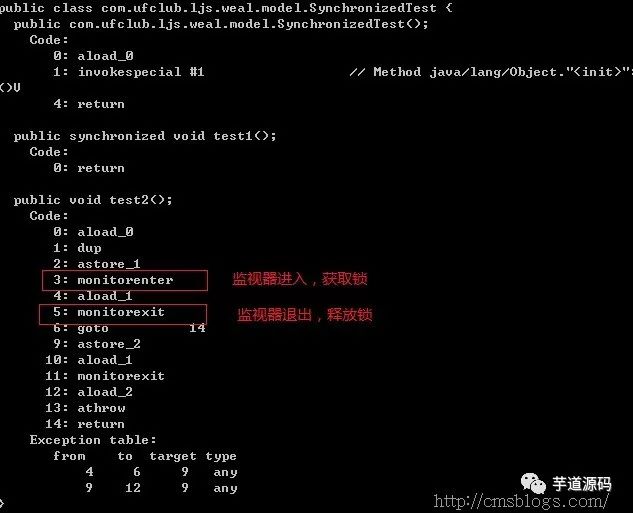 public class com.ufclub.ljs.weal.model.SynchronizedTest {
public com.ufclub.ljs.weal.model.SynchronizedTest();
Code:
0: aload_0
1: invokespecial #1 // Method java/lang/Object."<init>":
()V
4: return
public synchronized void test1();
Code:
0: return
public void test2();
Code:
0: aload_0
1: dup
2: astore_1
3: monitorenter 监视器进入，获取锁
4: aload_1
5: monitorexit 监视器退出，释放锁
6: goto 14
9: astore_2
10: aload_1
11: monitorexit
12: aload_2
13: athrow
14: return
Exception table:
from to target type
4 6 9 any
9 12 9 any
}
芋道源码
http://cmsblogs.com/